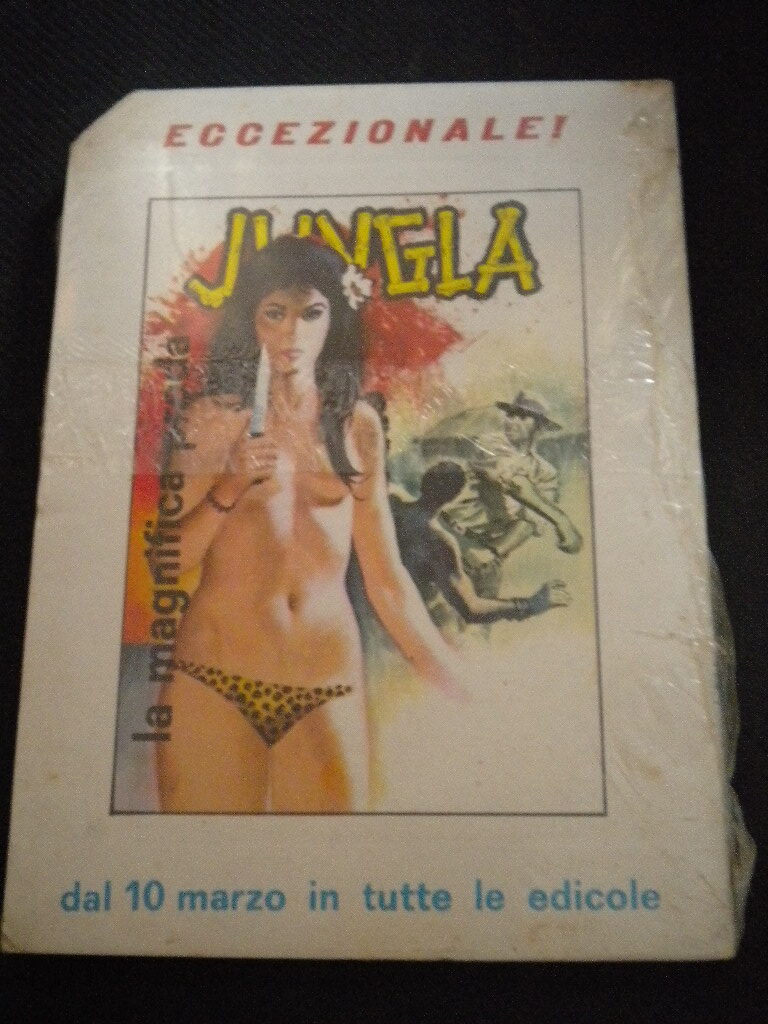 ECCEZIONALE!
JUNGLA
la magnifica
dal 10 marzo in tutte le edicole